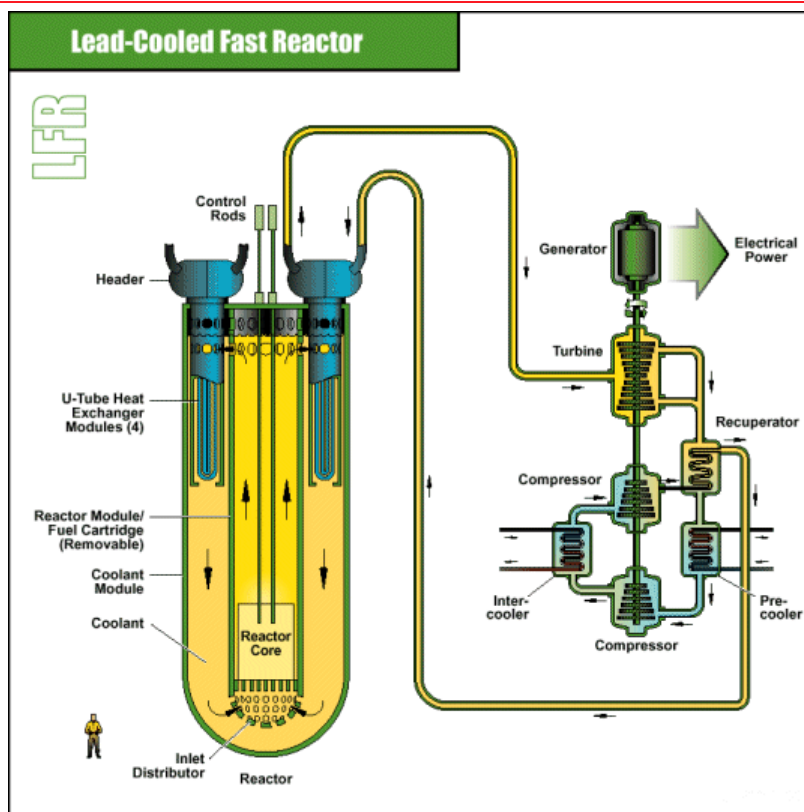 Lead-Cooled Fast Reactor
LFR
Control
Rods
Header
U-Tube Heat
Exchanger
Modules (4)
Reactor Module/
Fuel Cartridge
(Removable)
Coolant
Module
Coolant
Reactor
Core
Inlet
Distributor
Reactor
Generator
Electrical
Power
Turbine
Recuperator
Compressor
Inter-
cooler
Pre-
cooler
Compressor